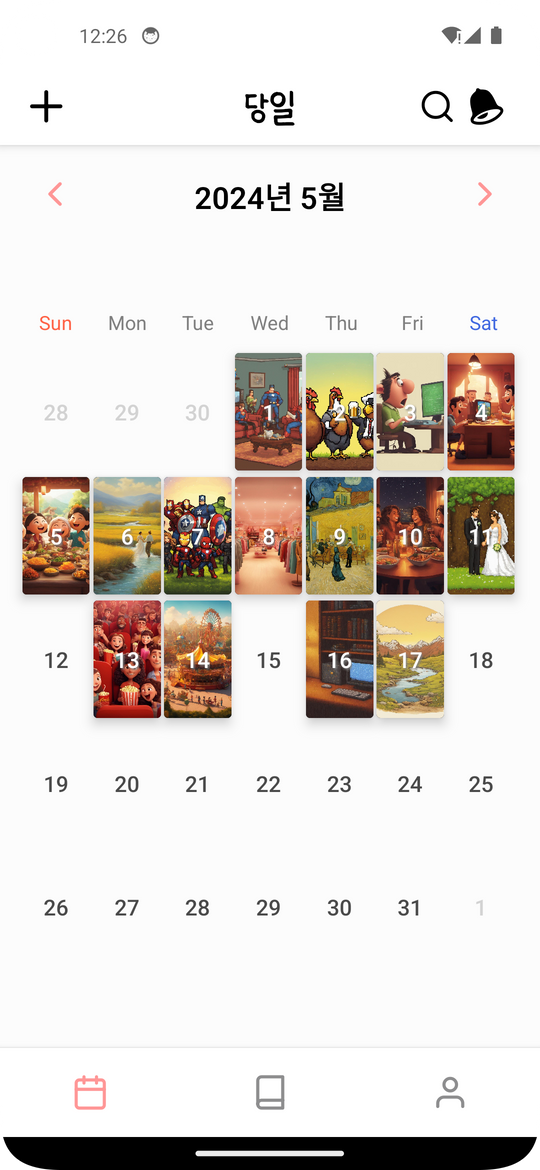 12:26
당일
2024년 5월
Sun Mon Tue Wed Thu Fri Sat
28 29 30 1 2 3 4
5 6 7 8 9 10 11
12 13 14 15 16 17 18
19 20 21 22 23 24 25
26 27 28 29 30 31 1